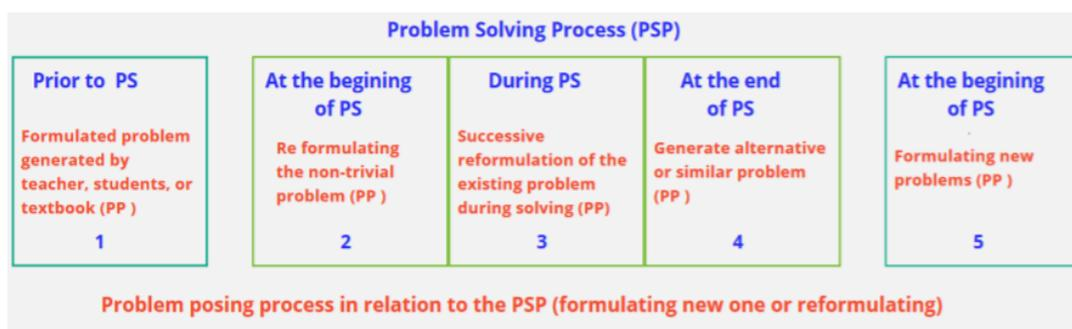 Problem Solving Process (PSP)
Prior to PS
Formulated problem
generated by
teacher, students, or
textbook (PP )
1
At the begining
of PS
Re formulating
the non-trivial
problem (PP )
2
During PS
Successive
reformulation of the
existing problem
during solving (PP)
3
At the end
of PS
Generate alternative
or similar problem
(PP )
4
At the begining
of PS
Formulating new
problems (PP )
5
Problem posing process in relation to the PSP (formulating new one or reformulating)